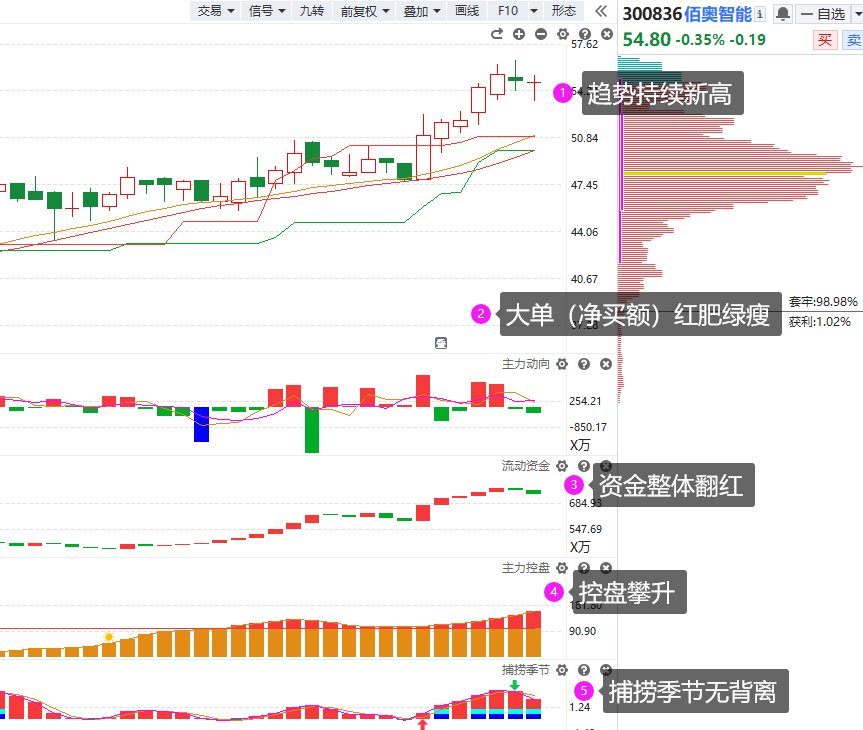 交易 信号 九转 前复权 叠加 画线 F10 形态
300836 佰奥智能 自选
54.80 -0.35% -0.19
买 卖
57.62
1 趋势持续新高
50.84
47.45
44.06
40.67
套牢:98.98%
2 大单（净买额）红肥绿瘦
获利:1.02%
主力动向
254.21
-850.17
X万
流动资金
3 资金整体翻红
684.93
547.69
X万
主力控盘
4 控盘攀升
181.80
90.90
捕捞季节
5 捕捞季节无背离
1.24